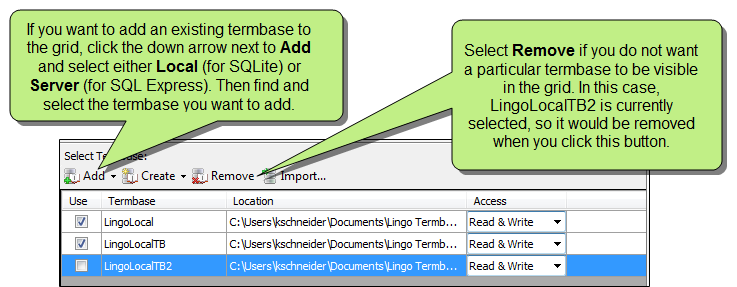 If you want to add an existing termbase to
the grid, click the down arrow next to Add
and select either Local (for SQLite) or
Server (for SQL Express). Then find and
select the termbase you want to add.
Select Remove if you do not want
a particular termbase to be visible
in the grid. In this case,
LingoLocalTB2 is currently
selected, so it would be removed
when you click this button.
Select Termbase:
Add Create Remove Import...
Use Termbase Location Access
LingoLocal C:\Users\kschneider\Documents\Lingo Termb... Read & Write
LingoLocalTB C:\Users\kschneider\Documents\Lingo Termb... Read & Write
LingoLocalTB2 C:\Users\kschneider\Documents\Lingo Termb... Read & Write